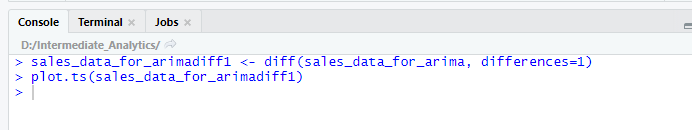 Console Terminal × Jobs ×
D:/Intermediate_Analytics/
> sales_data_for_arimadiff1 <- diff(sales_data_for_arima, differences=1)
> plot.ts(sales_data_for_arimadiff1)
>